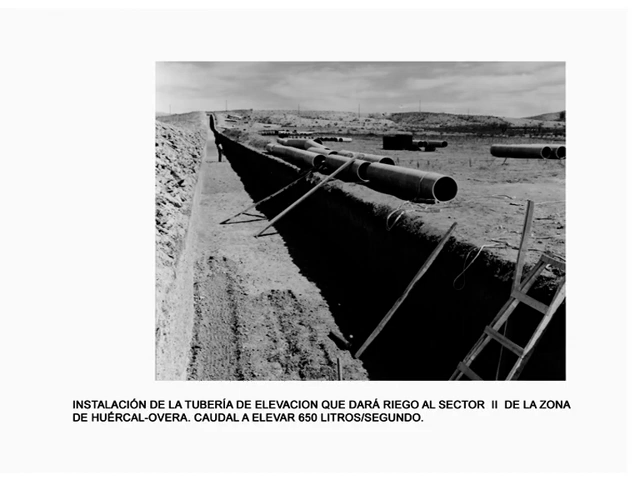 INSTALACIÓN DE LA TUBERÍA DE ELEVACION QUE DARÁ RIEGO AL SECTOR II DE LA ZONA
DE HUÉRCAL-OVERA. CAUDAL A ELEVAR 650 LITROS/SEGUNDO.